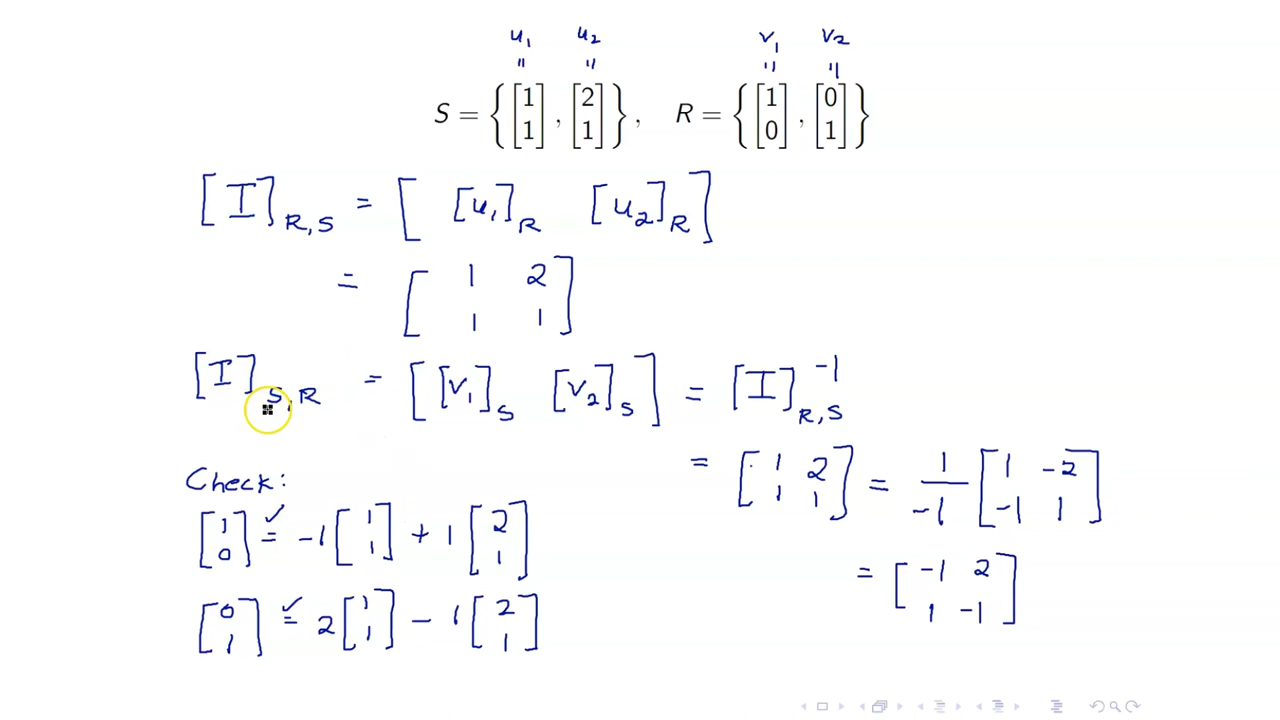 u₁ u₂ v₁ v₂
" " " "
S = { [1 1], [2 1] }, R = { [1 0], [0 1] }
[I]_{R,S} = [ [u₁]_R [u₂]_R ]
= [ 1 2
1 1 ]
[I]_{S,R} = [ [v₁]_S [v₂]_S ] = [I]_{R,S}^{-1}
= [ 1 2
1 1 ] = 1/-1 [ 1 -2
-1 1 ]
= [ -1 2
1 -1 ]
Check:
[1 0] =✓ -1 [1 1] + 1 [2 1]
[0 1] =✓ 2 [1 1] - 1 [2 1]